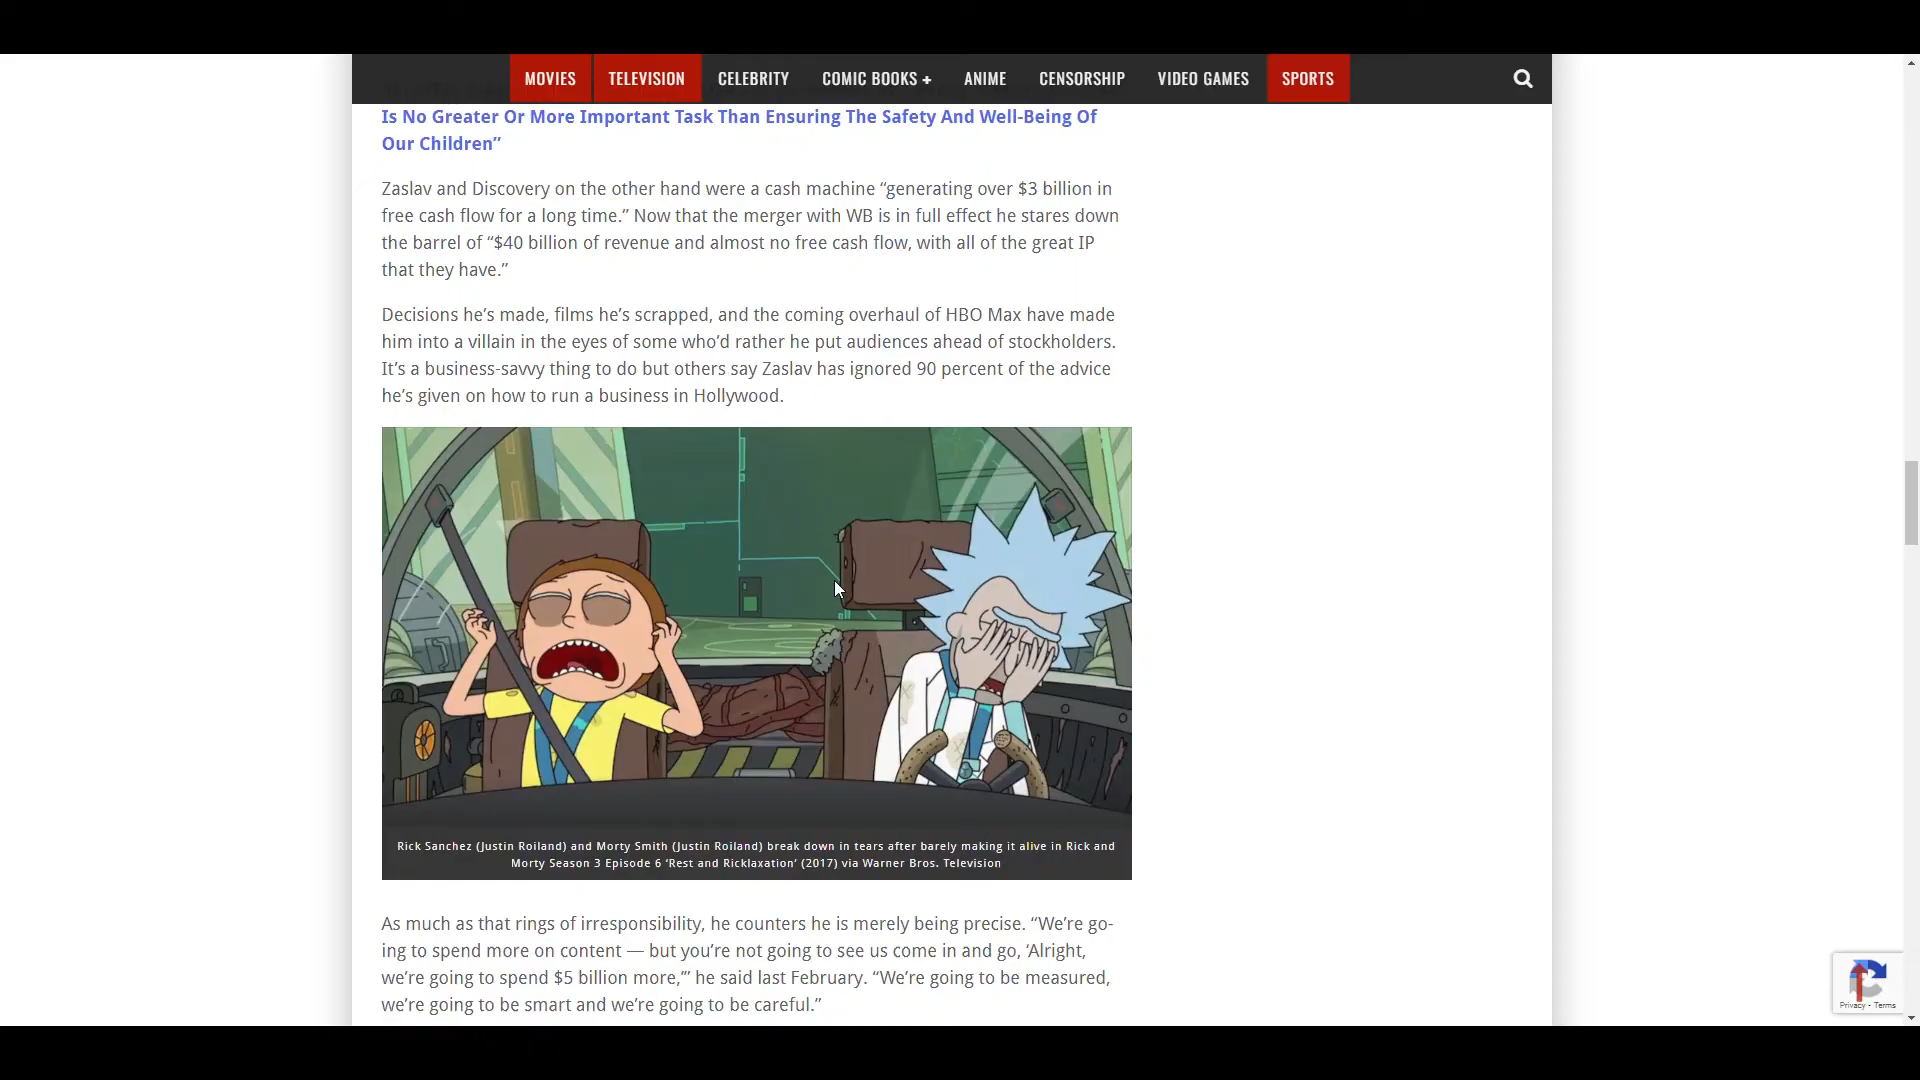 MOVIES TELEVISION CELEBRITY COMIC BOOKS + ANIME CENSORSHIP VIDEO GAMES SPORTS
Is No Greater Or More Important Task Than Ensuring The Safety And Well-Being Of
Our Children”
Zaslav and Discovery on the other hand were a cash machine “generating over $3 billion in
free cash flow for a long time.” Now that the merger with WB is in full effect he stares down
the barrel of “$40 billion of revenue and almost no free cash flow, with all of the great IP
that they have.”
Decisions he’s made, films he’s scrapped, and the coming overhaul of HBO Max have made
him into a villain in the eyes of some who’d rather he put audiences ahead of stockholders.
It’s a business-savvy thing to do but others say Zaslav has ignored 90 percent of the advice
he’s given on how to run a business in Hollywood.
Rick Sanchez (Justin Roiland) and Morty Smith (Justin Roiland) break down in tears after barely making it alive in Rick and
Morty Season 3 Episode 6 ‘Rest and Ricklaxation’ (2017) via Warner Bros. Television
As much as that rings of irresponsibility, he counters he is merely being precise. “We’re go-
ing to spend more on content — but you’re not going to see us come in and go, ‘Alright,
we’re going to spend $5 billion more,’” he said last February. “We’re going to be measured,
we’re going to be smart and we’re going to be careful.”
Privacy - Terms